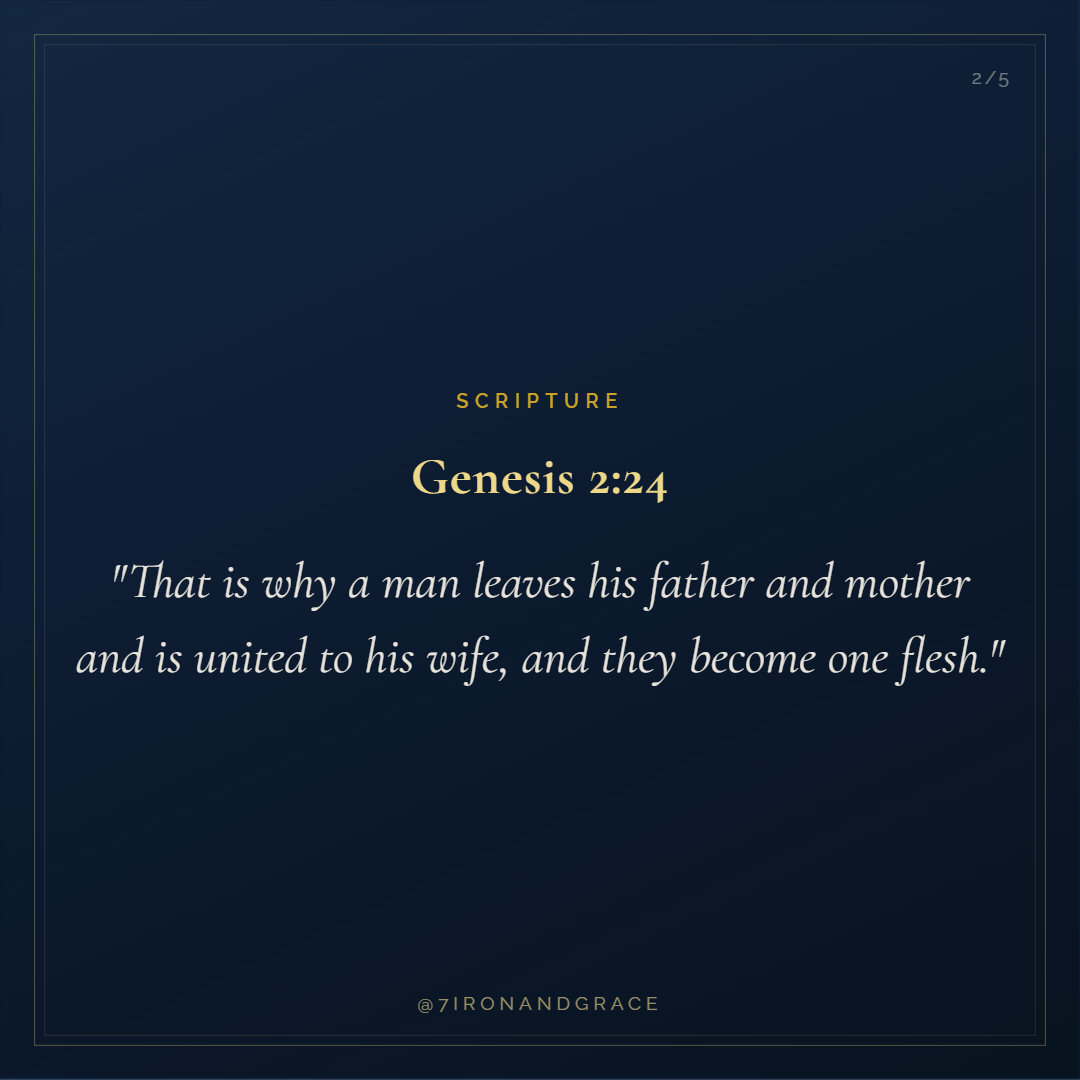 2/5
SCRIPTURE
Genesis 2:24
"That is why a man leaves his father and mother
and is united to his wife, and they become one flesh."
@7IRONANDGRACE